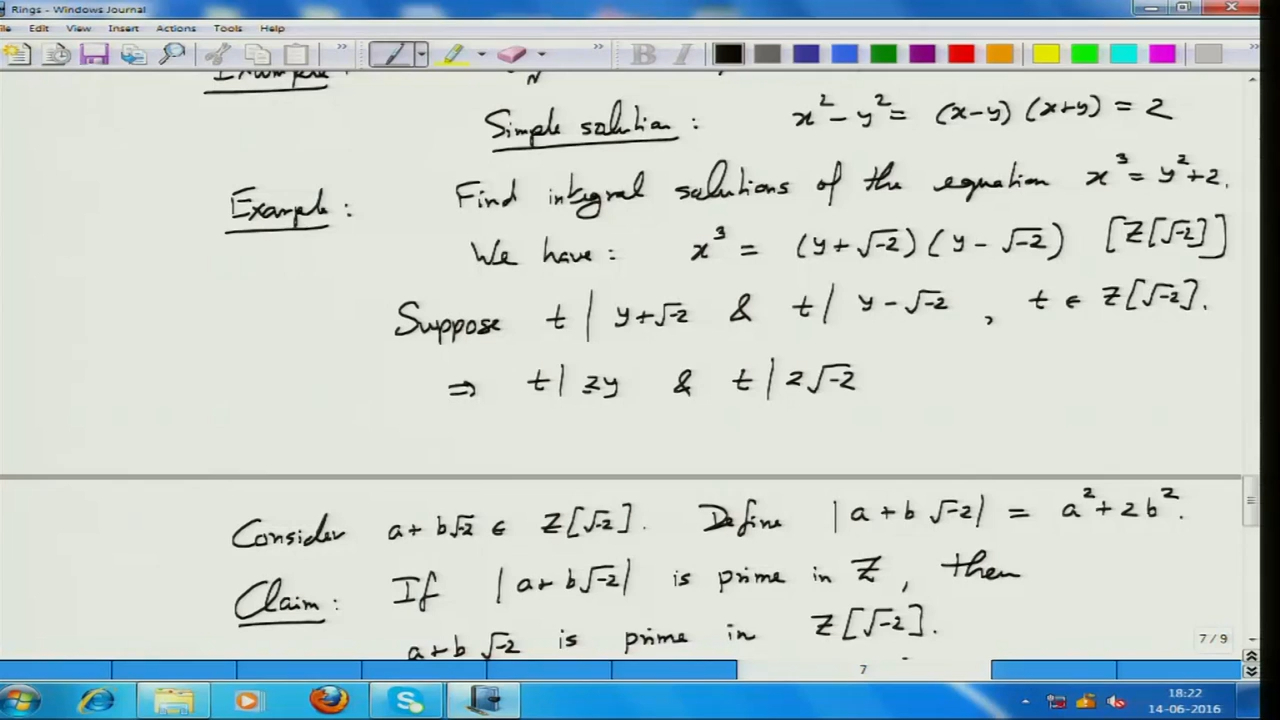 Rings - Windows Journal
File Edit View Insert Actions Tools Help
Example :
N
Simple solution : x² - y² = (x-y) (x+y) = 2
Example : Find integral solutions of the equation x³ = y² + 2.
We have : x³ = (y + √-2) (y - √-2) [Z[√-2]]
Suppose t | y + √-2 & t | y - √-2 , t ∈ Z[√-2].
⇒ t | 2y & t | 2√-2
Consider a + b√-2 ∈ Z[√-2]. Define |a + b √-2| = a² + 2b².
Claim : If |a + b√-2| is prime in Z , then
a + b √-2 is prime in Z[√-2].
7 / 9
7
18:22
14-06-2016